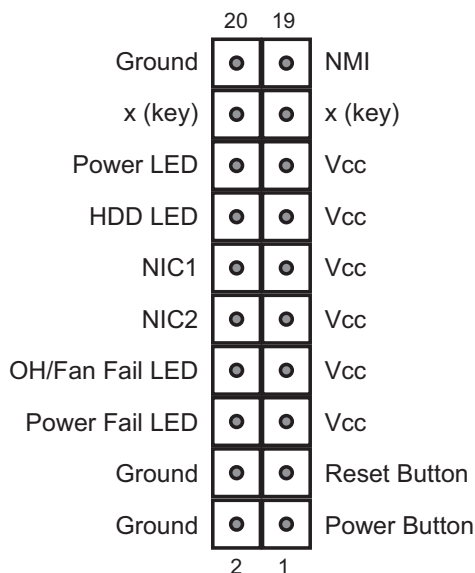 20 19
Ground NMI
x (key) x (key)
Power LED Vcc
HDD LED Vcc
NIC1 Vcc
NIC2 Vcc
OH/Fan Fail LED Vcc
Power Fail LED Vcc
Ground Reset Button
Ground Power Button
2 1